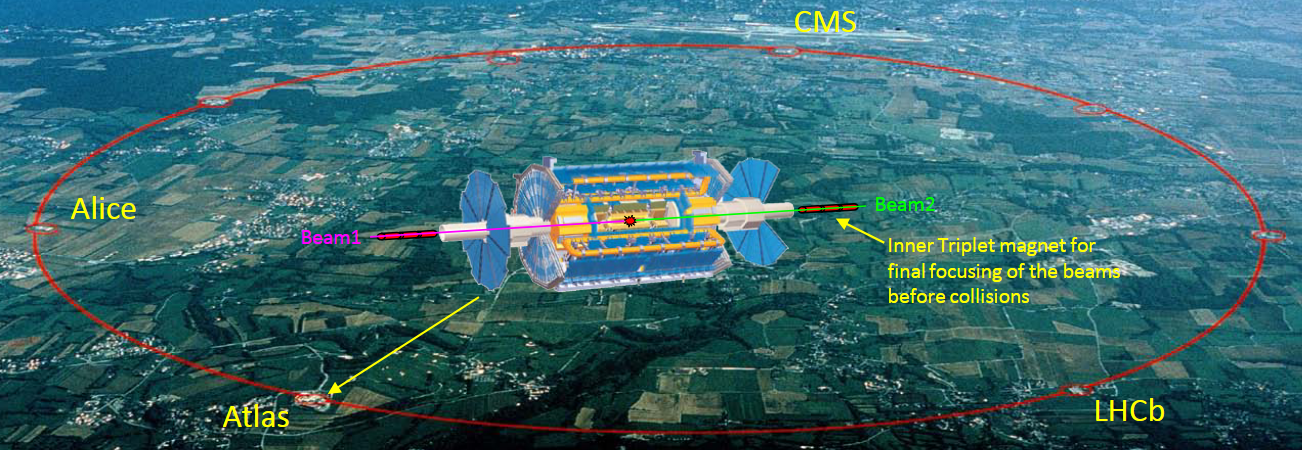 CMS
Alice
Beam1
Beam2
Inner Triplet magnet for
final focusing of the beams
before collisions
Atlas
LHCb